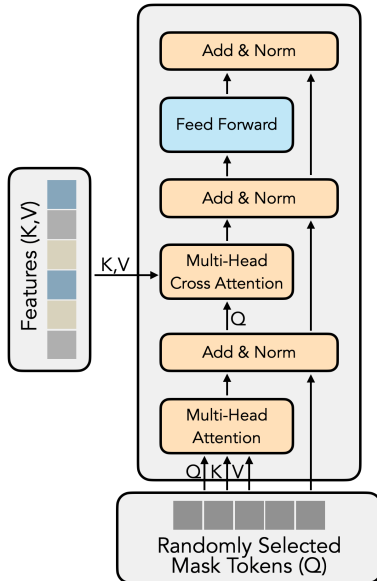 Add & Norm
Feed Forward
Add & Norm
Features (K,V)
K,V
Multi-Head
Cross Attention
Q
Add & Norm
Multi-Head
Attention
Q K V
Randomly Selected
Mask Tokens (Q)